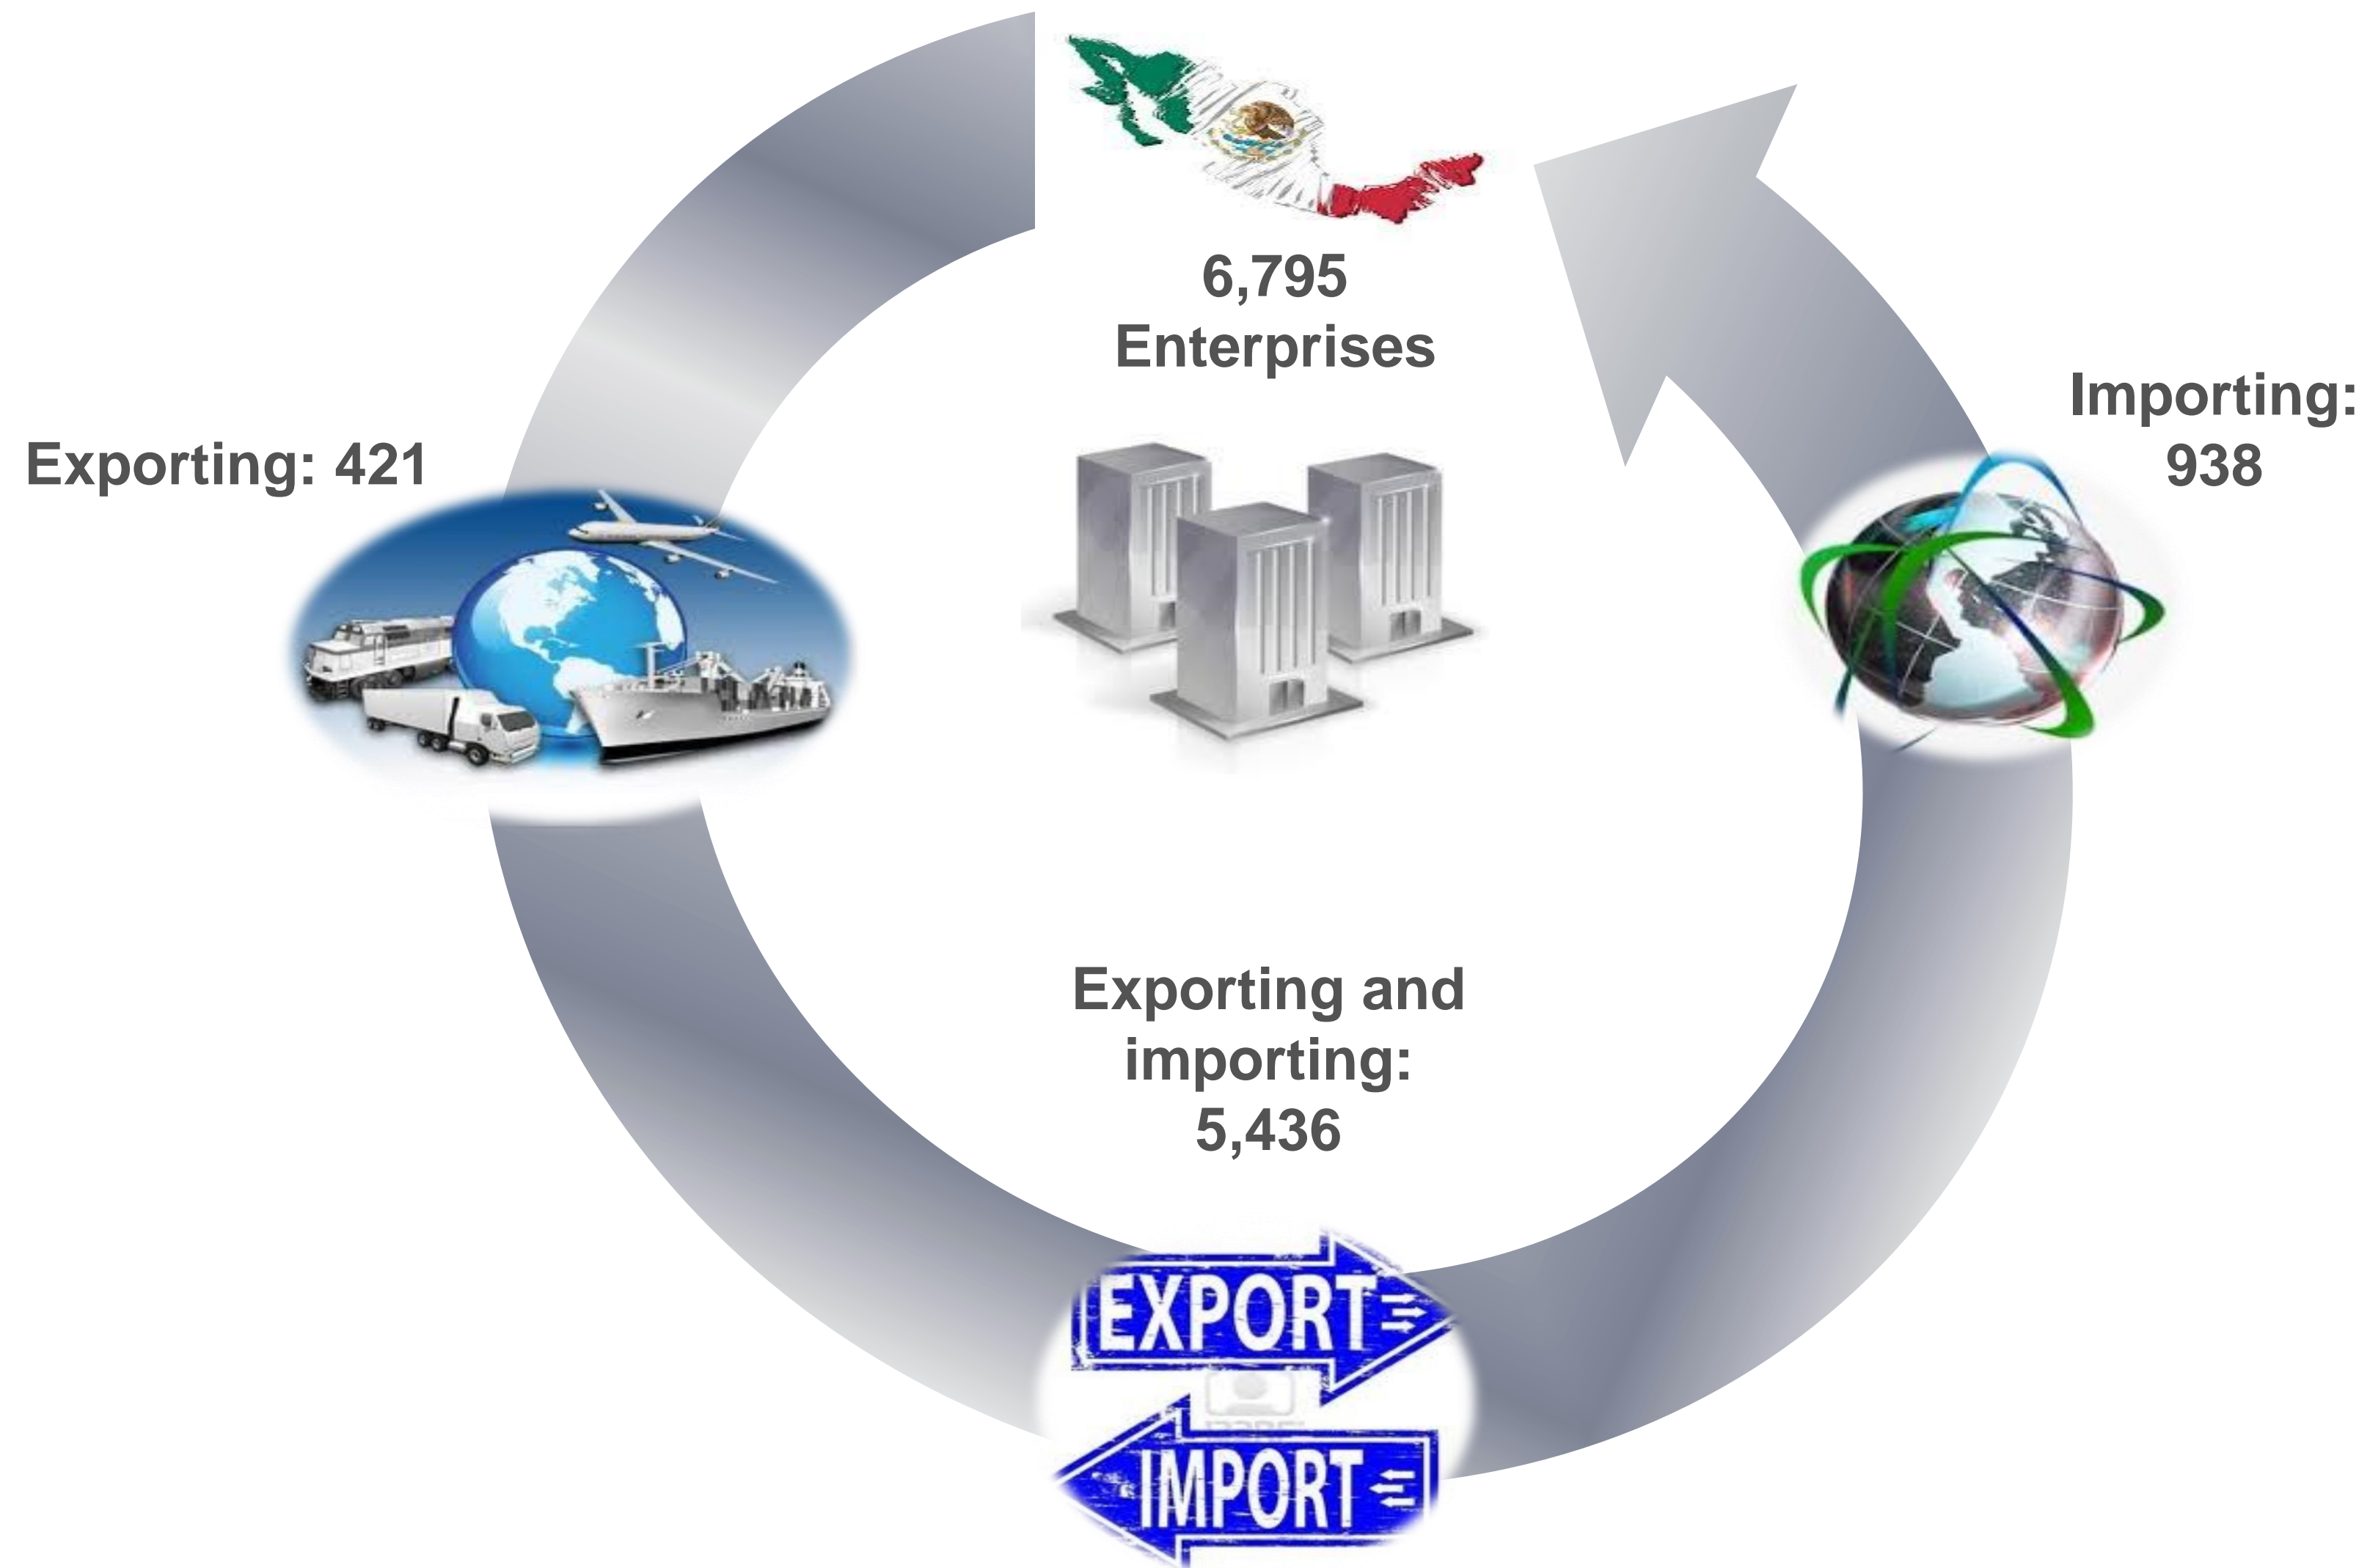 6,795
Enterprises
Importing:
938
Exporting: 421
Exporting and
importing:
5,436
EXPORT
IMPORT